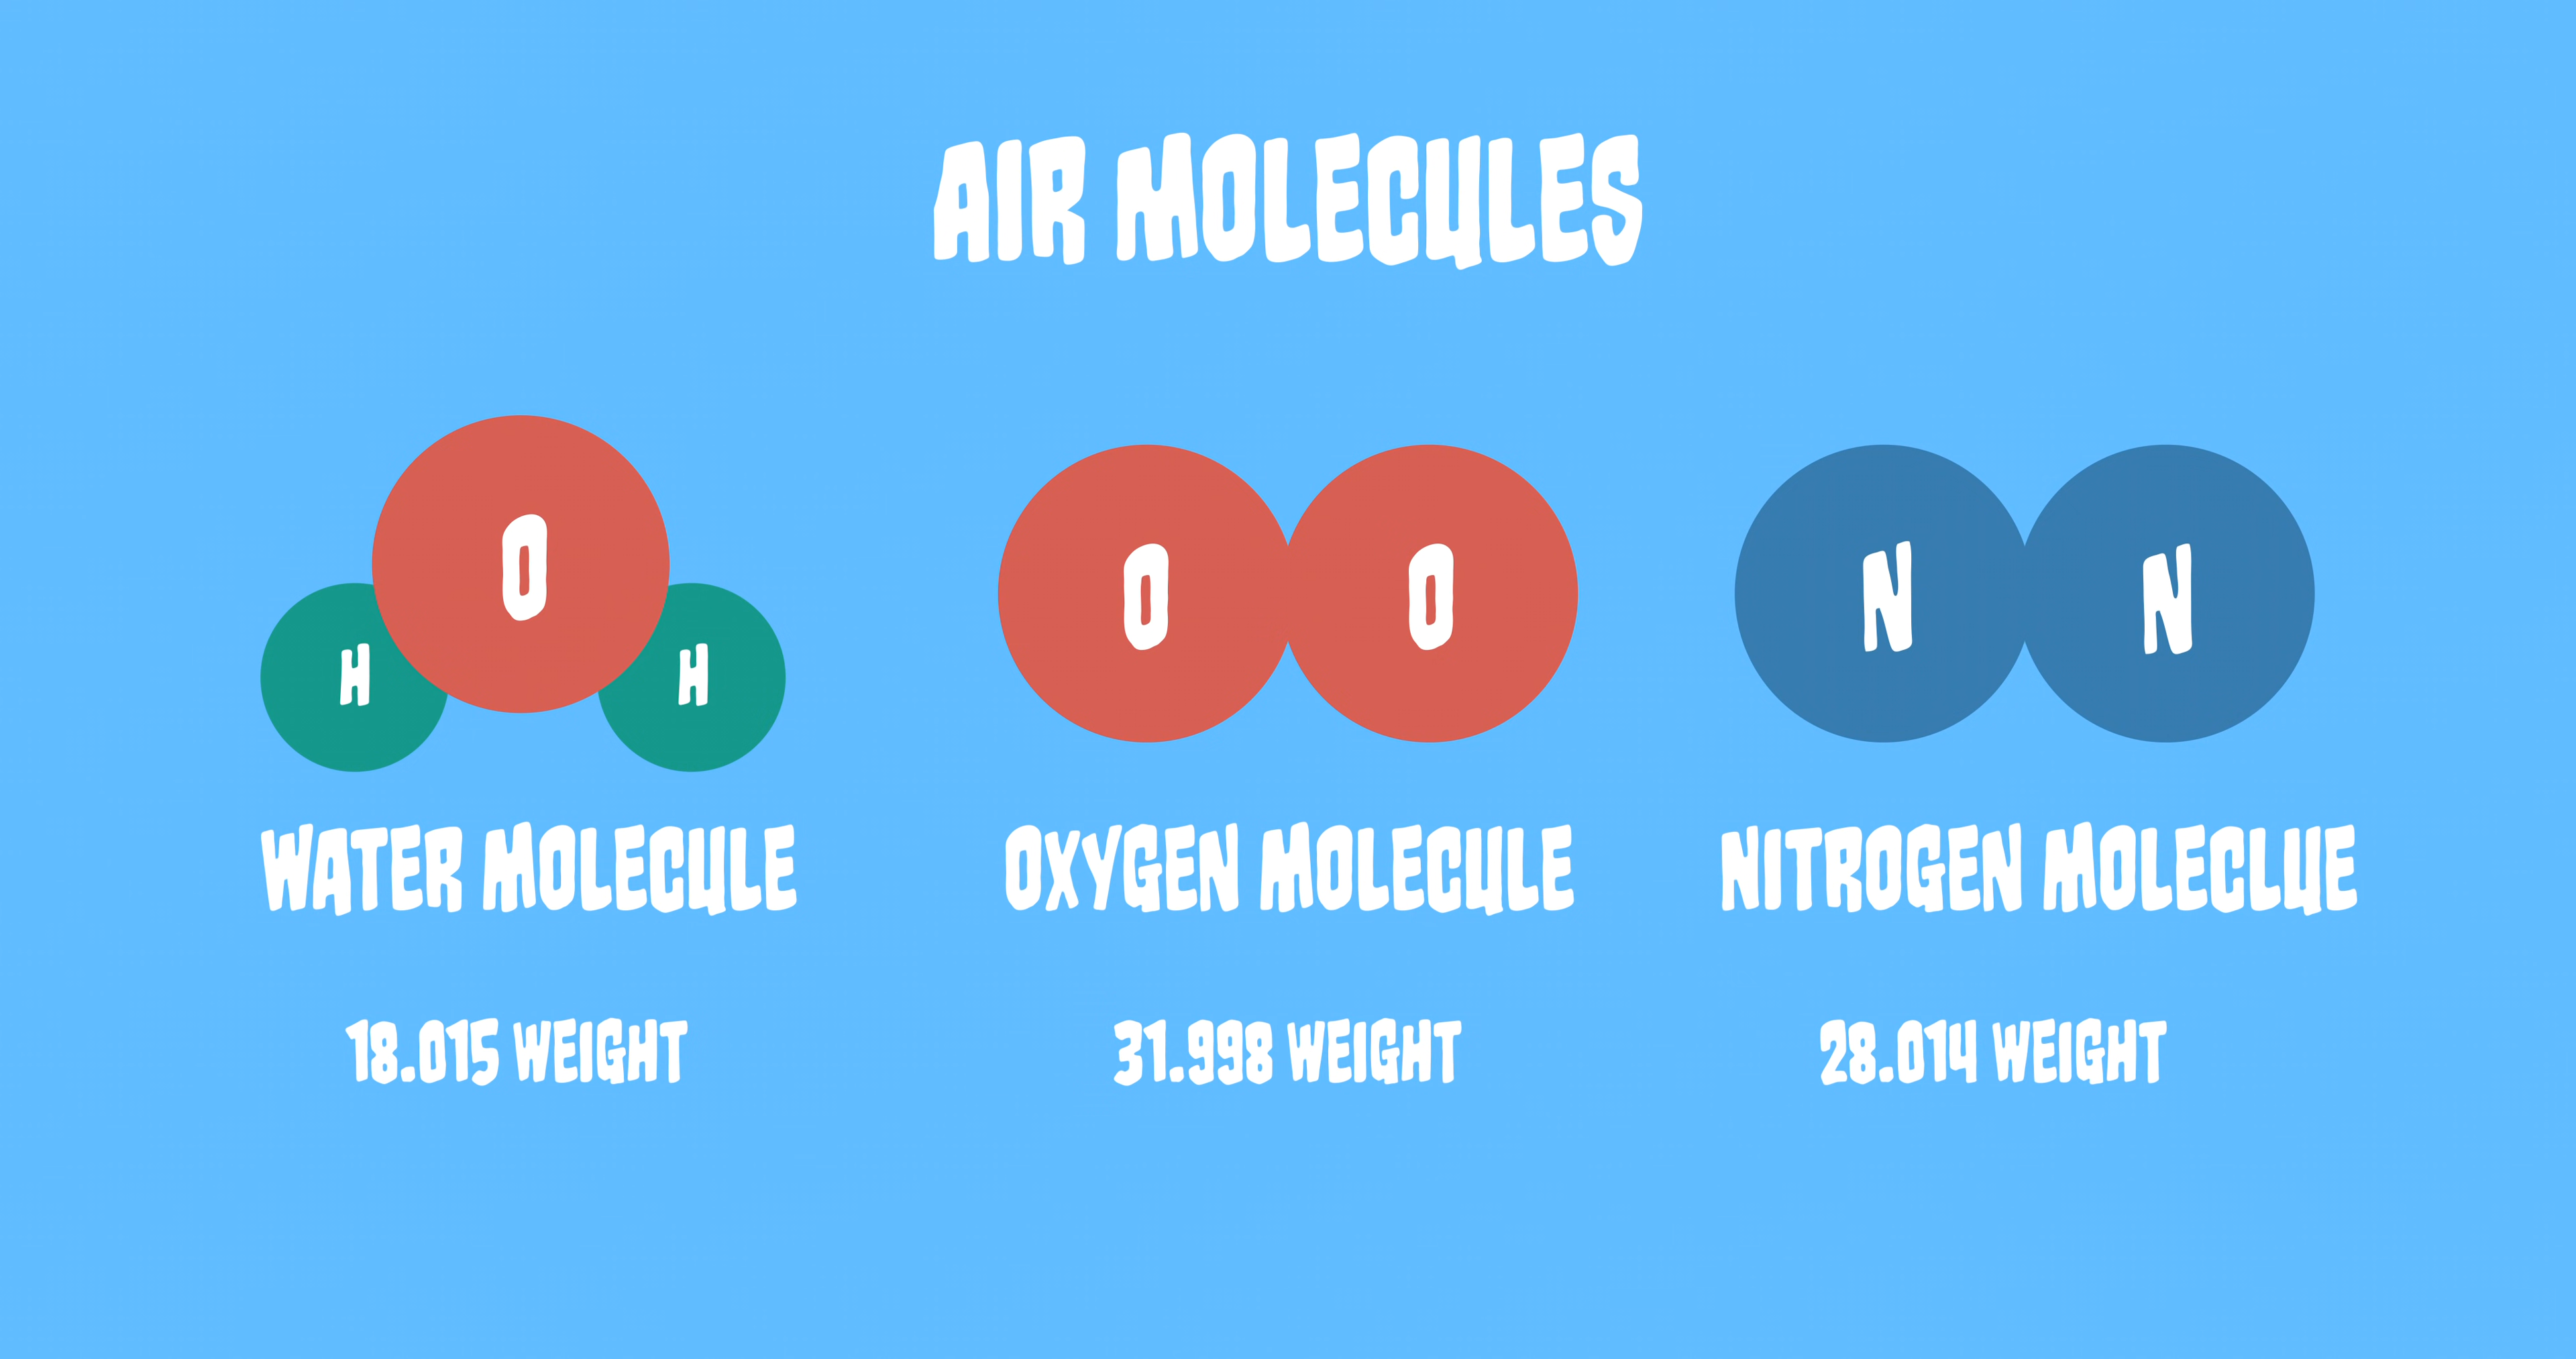 AIR MOLECULES
O
H
H
O
O
N
N
WATER MOLECULE
OXYGEN MOLECULE
NITROGEN MOLECLUE
18.015 WEIGHT
31.998 WEIGHT
28.014 WEIGHT